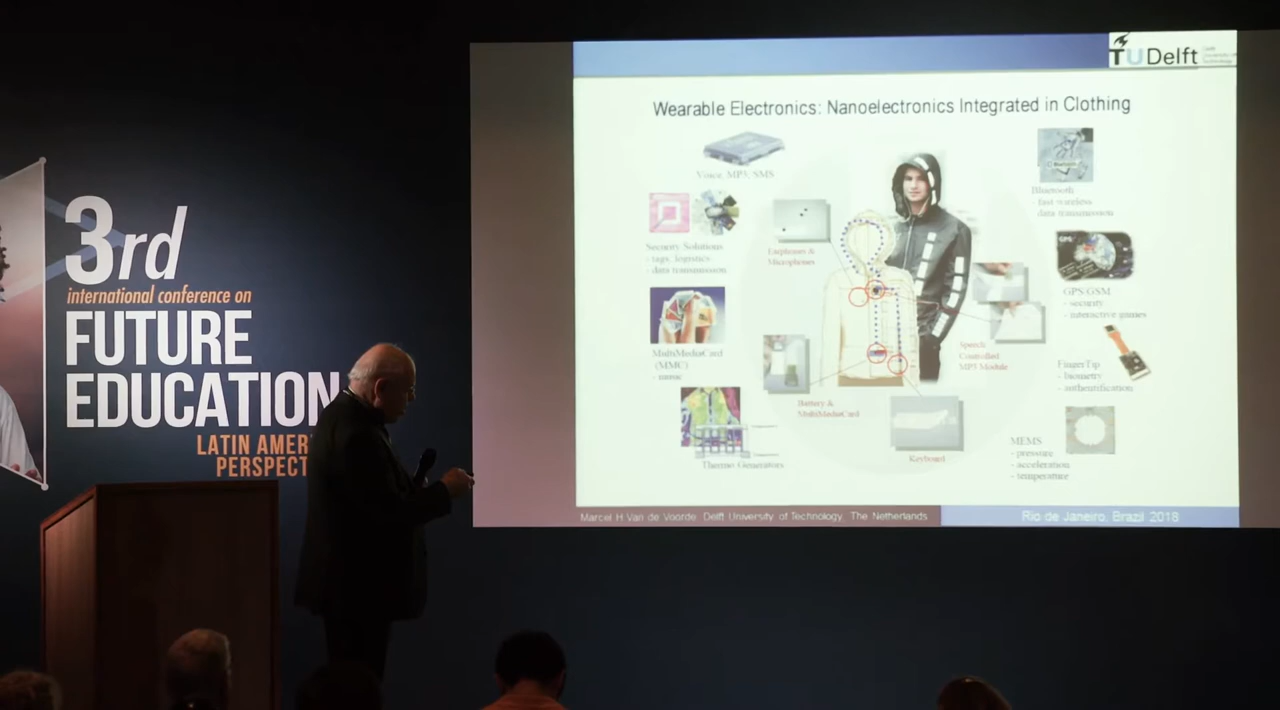 3rd
international conference on
FUTURE
EDUCATION
LATIN AMER
PERSPECT
TU Delft
Wearable Electronics: Nanoelectronics Integrated in Clothing
Voice, MP3, SMS
Security Solutions
- tags, logistics
- data transmission
MultiMediaCard
(MMC)
- music
Thermo Generators
Earphones &
Microphones
Battery &
MultiMediaCard
Keyboard
Speech
Controlled
MP3 Module
Bluetooth
- fast wireless
data transmission
GPS
GPS/GSM
- security
- interactive games
FingerTip
- biometry
- authentification
MEMS
- pressure
- acceleration
- temperature
Marcel H Van de Voorde, Delft University of Technology, The Netherlands
Rio de Janeiro, Brazil 2018